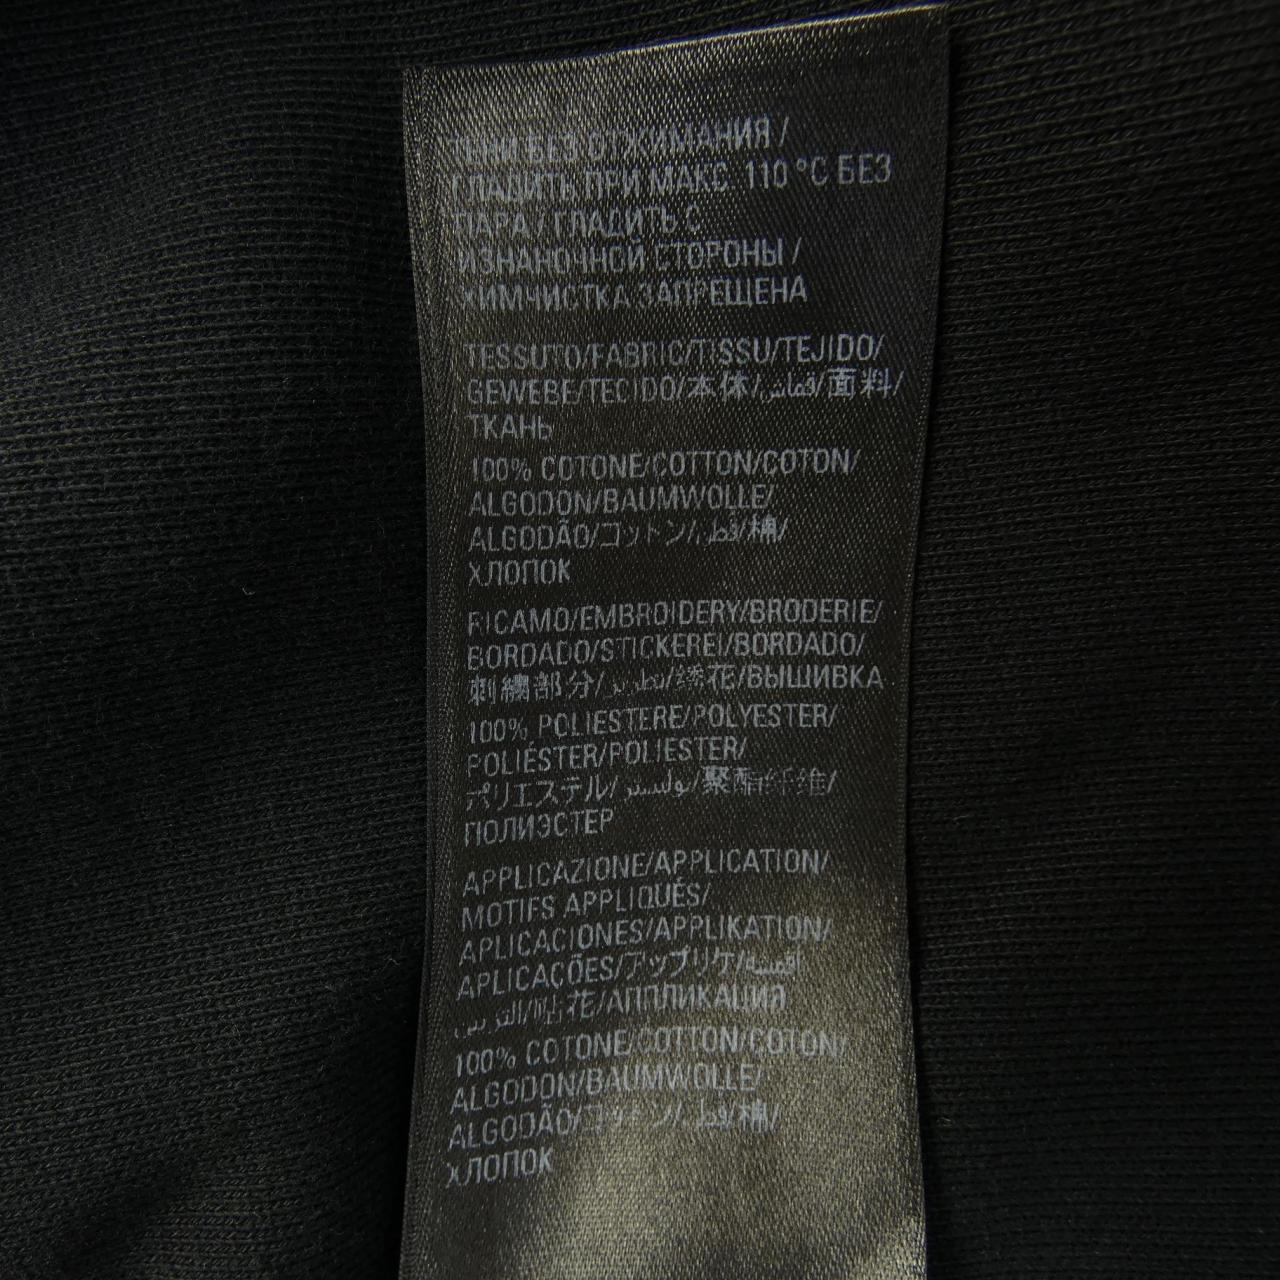 БЕЗ ОТЖИМАНИЯ/
ГЛАДИТЬ ПРИ МАКС. 110 °C БЕЗ
ПАРА / ГЛАДИТЬ С
ИЗНАНОЧНОЙ СТОРОНЫ /
ХИМЧИСТКА ЗАПРЕЩЕНА
TESSUTO/FABRIC/TISSU/TEJIDO/
GEWEBE/TECIDO/本体/قماش/面料/
ТКАНЬ
100% COTONE/COTTON/COTON/
ALGODON/BAUMWOLLE/
ALGODÃO/コットン/قطن/棉/
ХЛОПОК
RICAMO/EMBROIDERY/BRODERIE/
BORDADO/STICKEREI/BORDADO/
刺繍部分/تطريز/绣花/ВЫШИВКА
100% POLIESTERE/POLYESTER/
POLIÉSTER/POLIESTER/
ポリエステル/بوليستر/聚酯纤维/
ПОЛИЭСТЕР
APPLICAZIONE/APPLICATION/
MOTIFS APPLIQUÉS/
APLICACIONES/APPLIKATION/
APLICAÇÕES/アップリケ/اقمشة
/贴花/АППЛИКАЦИЯ
100% COTONE/COTTON/COTON/
ALGODON/BAUMWOLLE/
ALGODÃO/コットン/قطن/棉/
ХЛОПОК